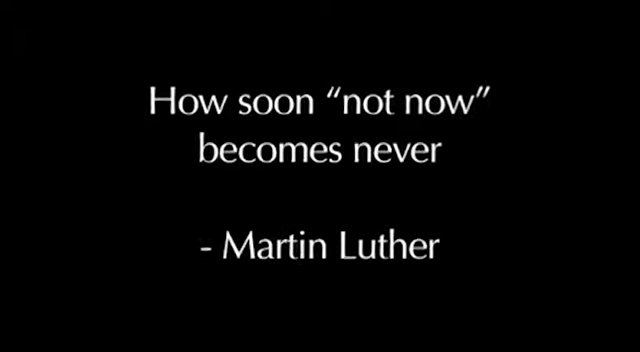 How soon “not now”
becomes never
- Martin Luther